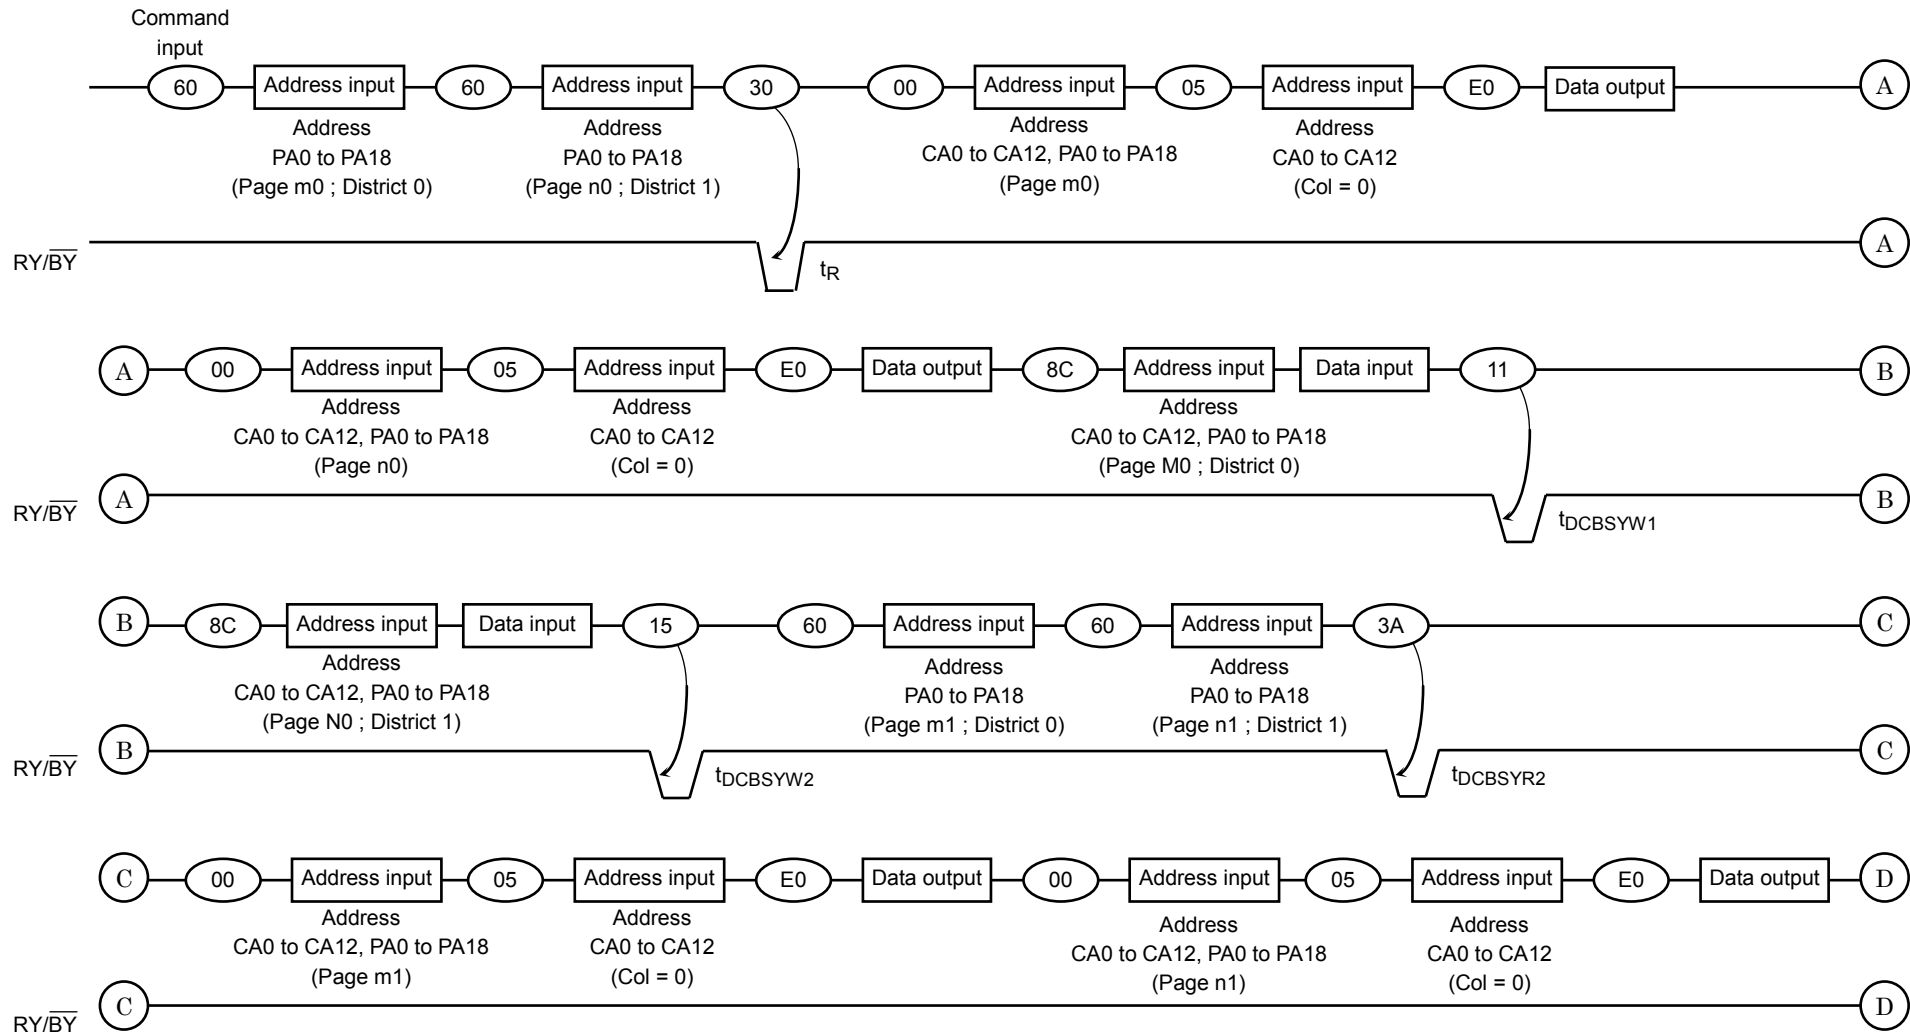 Command
input
60 Address input 60 Address input 30 00 Address input 05 Address input E0 Data output A
Address
PA0 to PA18
(Page m0 ; District 0)
Address
PA0 to PA18
(Page n0 ; District 1)
Address
CA0 to CA12, PA0 to PA18
(Page m0)
Address
CA0 to CA12
(Col = 0)
RY/BY tR A
A 00 Address input 05 Address input E0 Data output 8C Address input Data input 11 B
Address
CA0 to CA12, PA0 to PA18
(Page n0)
Address
CA0 to CA12
(Col = 0)
Address
CA0 to CA12, PA0 to PA18
(Page M0 ; District 0)
RY/BY A tDCBSYW1 B
B 8C Address input Data input 15 60 Address input 60 Address input 3A C
Address
CA0 to CA12, PA0 to PA18
(Page N0 ; District 1)
Address
PA0 to PA18
(Page m1 ; District 0)
Address
PA0 to PA18
(Page n1 ; District 1)
RY/BY B tDCBSYW2 tDCBSYR2 C
C 00 Address input 05 Address input E0 Data output 00 Address input 05 Address input E0 Data output D
Address
CA0 to CA12, PA0 to PA18
(Page m1)
Address
CA0 to CA12
(Col = 0)
Address
CA0 to CA12, PA0 to PA18
(Page n1)
Address
CA0 to CA12
(Col = 0)
RY/BY C D